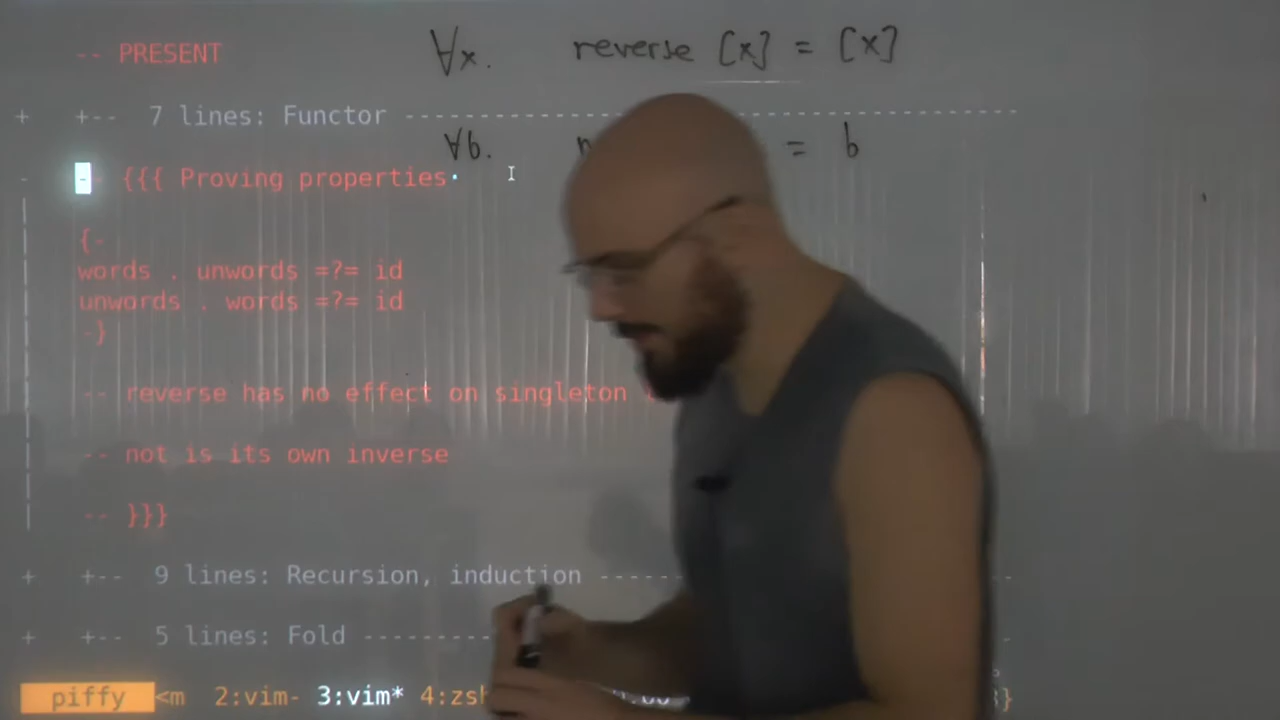 -- PRESENT
∀x. reverse [x] = [x]
+ +-- 7 lines: Functor --------------------------------------------------
∀b. = b
- -- {{{ Proving properties
{-
words . unwords =?= id
unwords . words =?= id
-}
-- reverse has no effect on singleton
-- not is its own inverse
-- }}}
+ +-- 9 lines: Recursion, induction ------
+ +-- 5 lines: Fold ---------
piffy <m 2:vim- 3:vim* 4:zsh